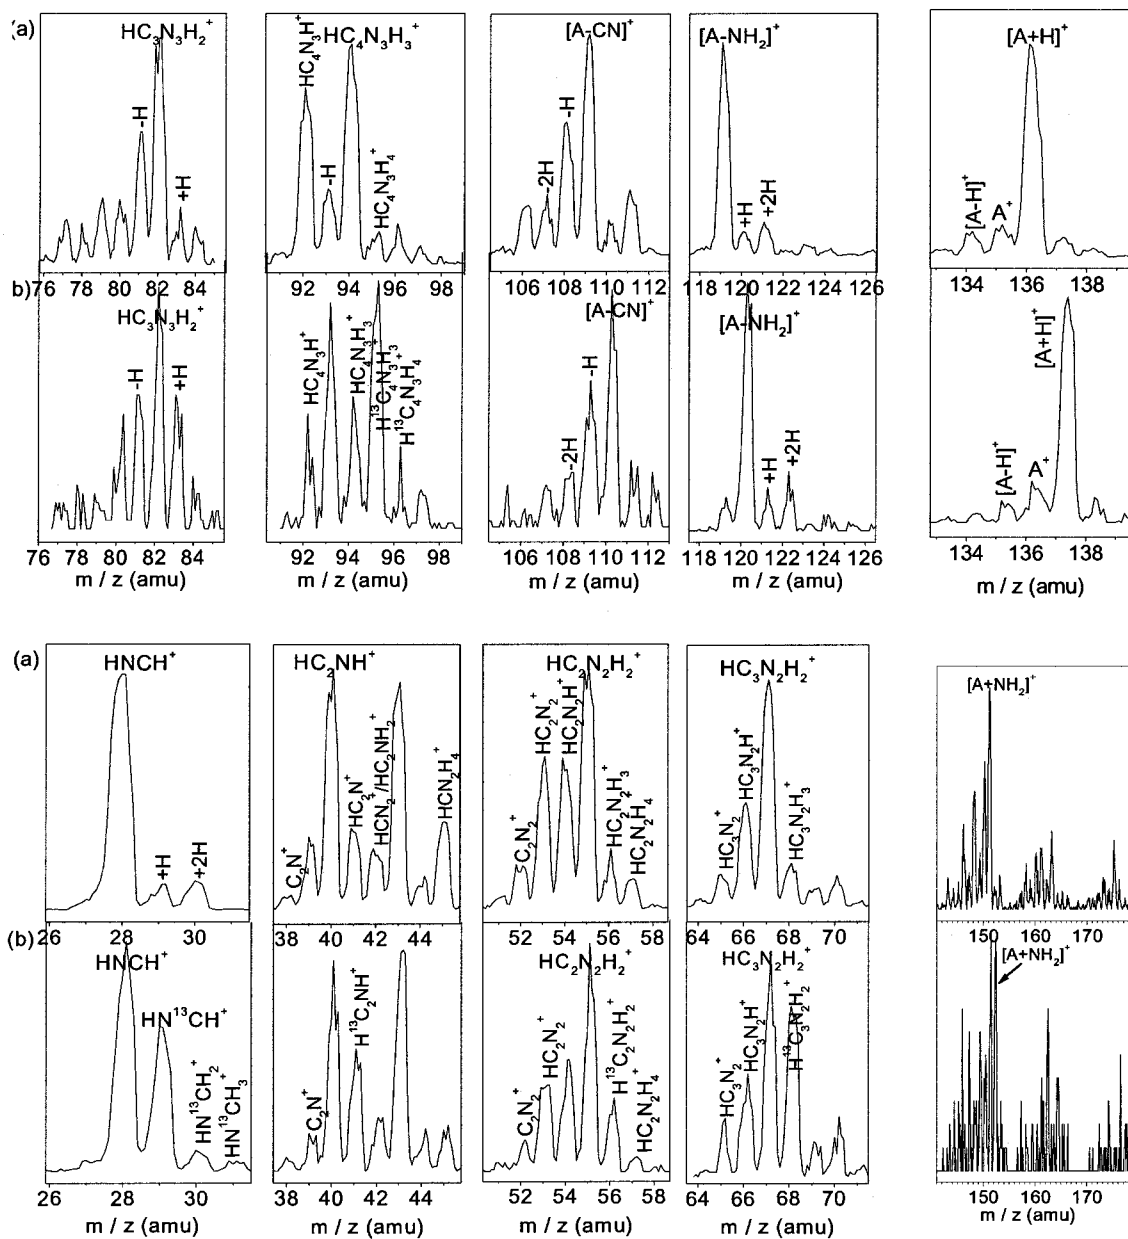 (a)
HC₃N₃H₂⁺
-H
+H
HC₄N₃H⁺
HC₄N₃H₃⁺
-H
HC₄N₃H₄⁺
[A-CN]⁺
-H
-2H
[A-NH₂]⁺
+H
+2H
[A+H]⁺
[A-H]⁺
A⁺
76 78 80 82 84
92 94 96 98
106 108 110 112
118 120 122 124 126
134 136 138
b)
HC₃N₃H₂⁺
-H
+H
HC₄N₃H⁺
HC₄N₃H₃⁺
H¹³C₄N₃H₃⁺
H¹³C₄N₃H₄⁺
[A-CN]⁺
-H
-2H
[A-NH₂]⁺
+H
+2H
[A+H]⁺
[A-H]⁺
A⁺
76 78 80 82 84
92 94 96 98
106 108 110 112
118 120 122 124 126
134 136 138
m / z (amu)
m / z (amu)
m / z (amu)
m / z (amu)
m / z (amu)
(a)
HNCH⁺
+H
+2H
HC₂NH⁺
C₂N⁺
HC₂N⁺
HCN₂⁺/HC₂NH₂⁺
HCN₂H₄⁺
HC₂N₂H₂⁺
C₂N₂⁺
HC₂N₂⁺
HC₂N₂H⁺
HC₂N₂H₃⁺
HC₂N₂H₄⁺
HC₃N₂H₂⁺
HC₃N₂⁺
HC₃N₂H⁺
HC₃N₂H₃⁺
[A+NH₂]⁺
26 28 30
38 40 42 44
52 54 56 58
64 66 68 70
150 160 170
(b)
HNCH⁺
HN¹³CH⁺
HN¹³CH₂⁺
HN¹³CH₃⁺
C₂N⁺
H¹³C₂NH⁺
HC₂N₂H₂⁺
C₂N₂⁺
HC₂N₂⁺
H¹³C₂N₂H₂⁺
HC₂N₂H₄⁺
HC₃N₂H₂⁺
HC₃N₂⁺
HC₃N₂H⁺
H¹³C₃N₂H₂⁺
[A+NH₂]⁺
26 28 30
38 40 42 44
52 54 56 58
64 66 68 70
150 160 170
m / z (amu)
m / z (amu)
m / z (amu)
m / z (amu)
m / z (amu)